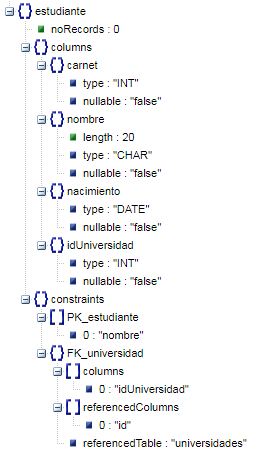 estudiante
noRecords : 0
columns
carnet
type : "INT"
nullable : "false"
nombre
length : 20
type : "CHAR"
nullable : "false"
nacimiento
type : "DATE"
nullable : "false"
idUniversidad
type : "INT"
nullable : "false"
constraints
PK_estudiante
0 : "nombre"
FK_universidad
columns
0 : "idUniversidad"
referencedColumns
0 : "id"
referencedTable : "universidades"